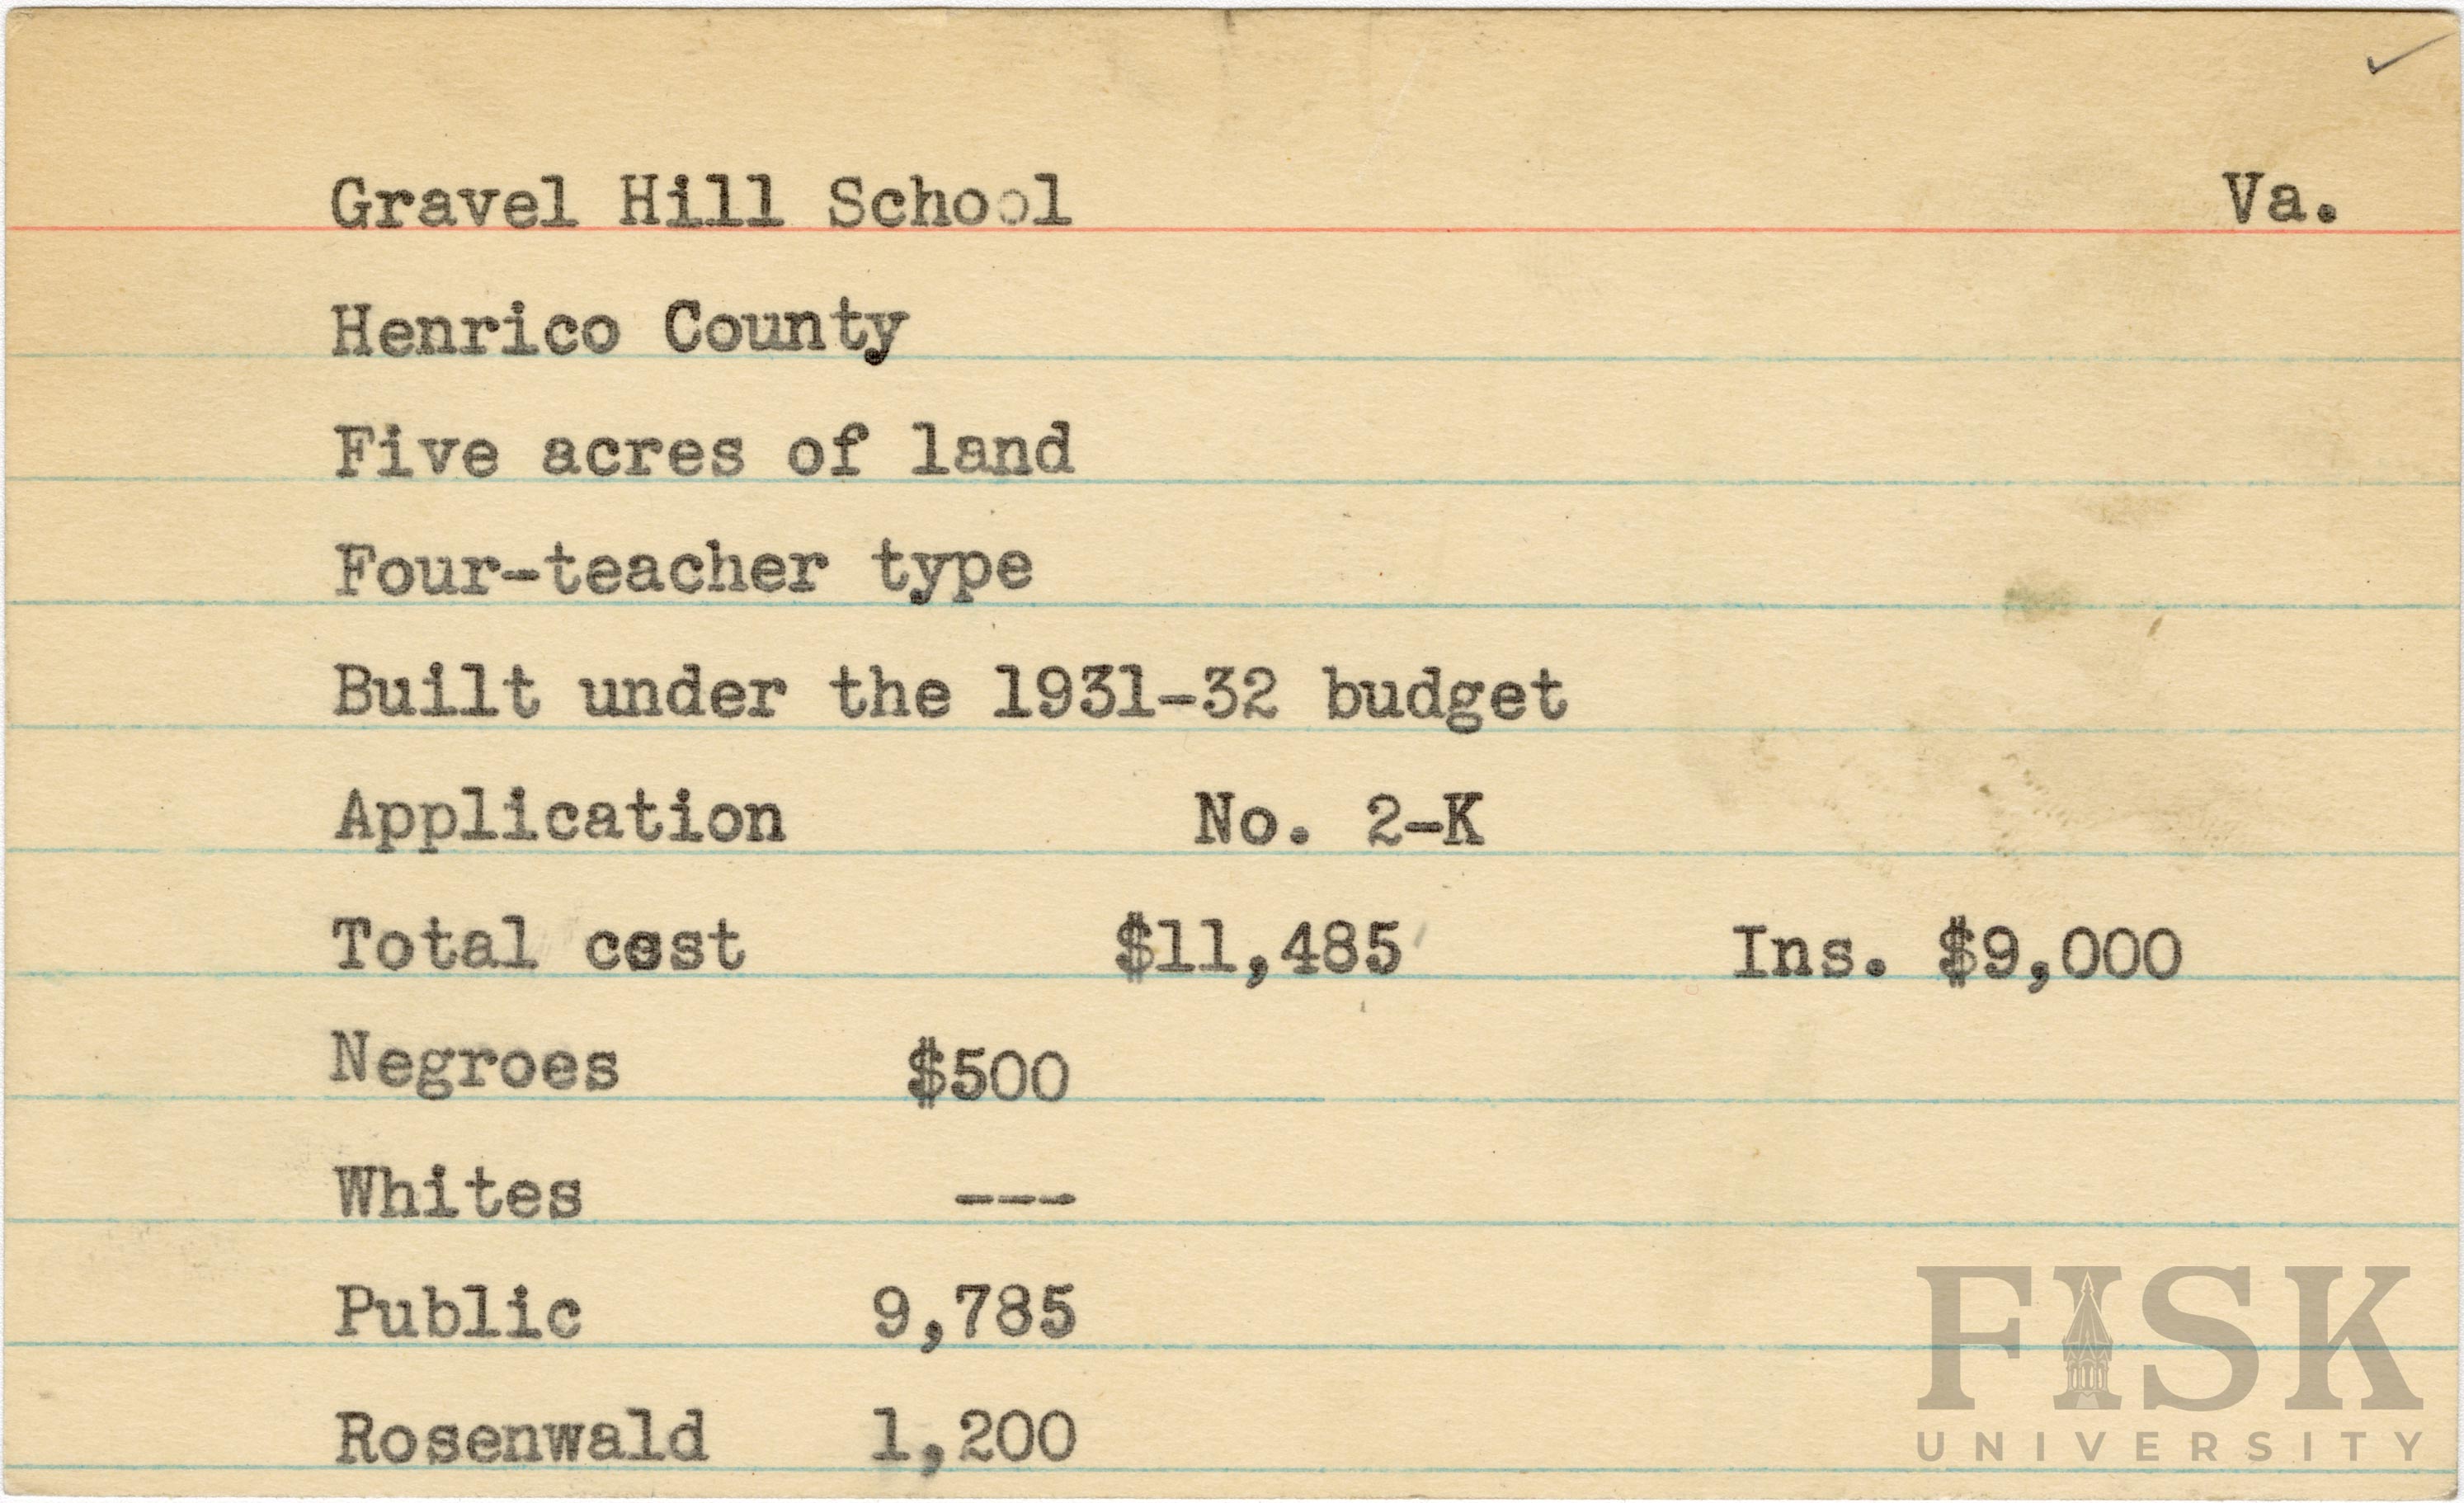 Gravel Hill School Va.
Henrico County
Five acres of land
Four-teacher type
Built under the 1931-32 budget
Application No. 2-K
Total cost $11,485 Ins. $9,000
Negroes $500
Whites ---
Public 9,785
Rosenwald 1,200
FISK
UNIVERSITY